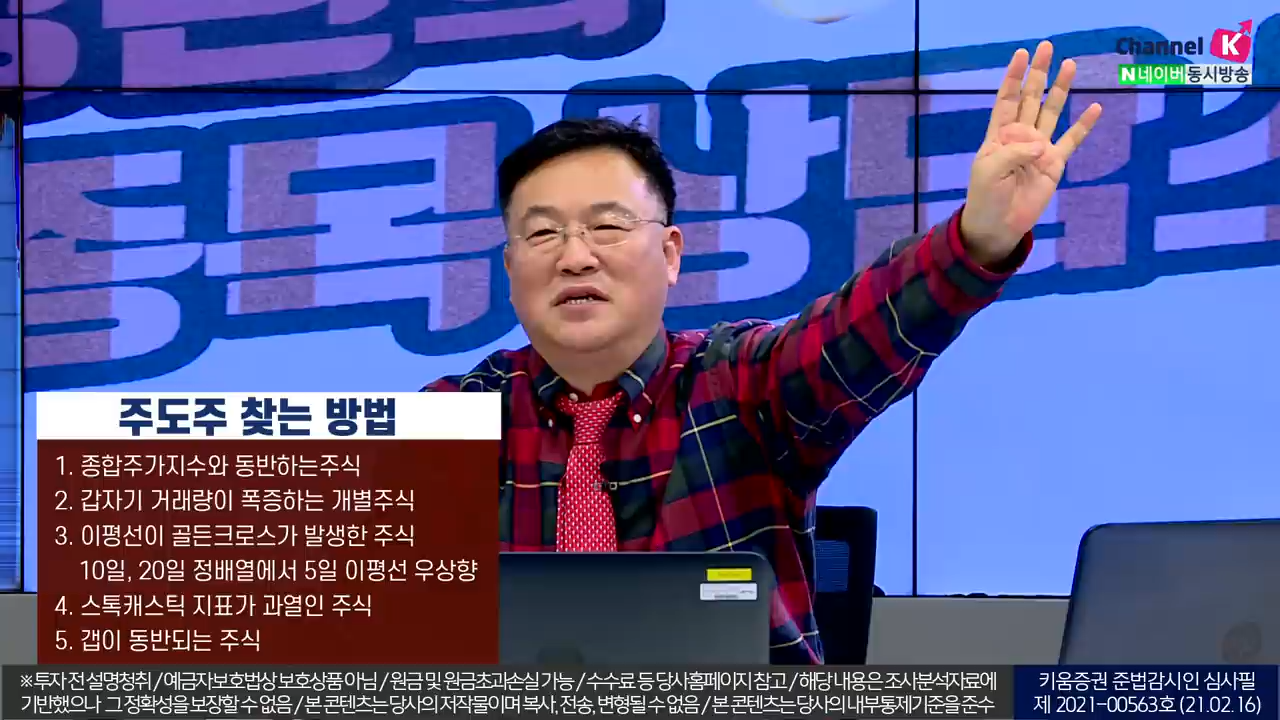 Channel K
N네이버 동시방송
종목상담
주도주 찾는 방법
1. 종합주가지수와 동반하는주식
2. 갑자기 거래량이 폭증하는 개별주식
3. 이평선이 골든크로스가 발생한 주식
10일, 20일 정배열에서 5일 이평선 우상향
4. 스톡캐스틱 지표가 과열인 주식
5. 갭이 동반되는 주식
※ 투자 전 설명청취 / 예금자보호법상 보호상품 아님 / 원금 및 원금초과손실 가능 / 수수료 등 당사홈페이지 참고 / 해당 내용은 조사분석자료에
기반했으나 그 정확성을 보장할 수 없음 / 본 콘텐츠는 당사의 저작물이며 복사, 전송, 변형될 수 없음 / 본 콘텐츠는 당사의 내부통제기준을 준수
키움증권 준법감시인 심사필
제 2021-00563호 (21.02.16)